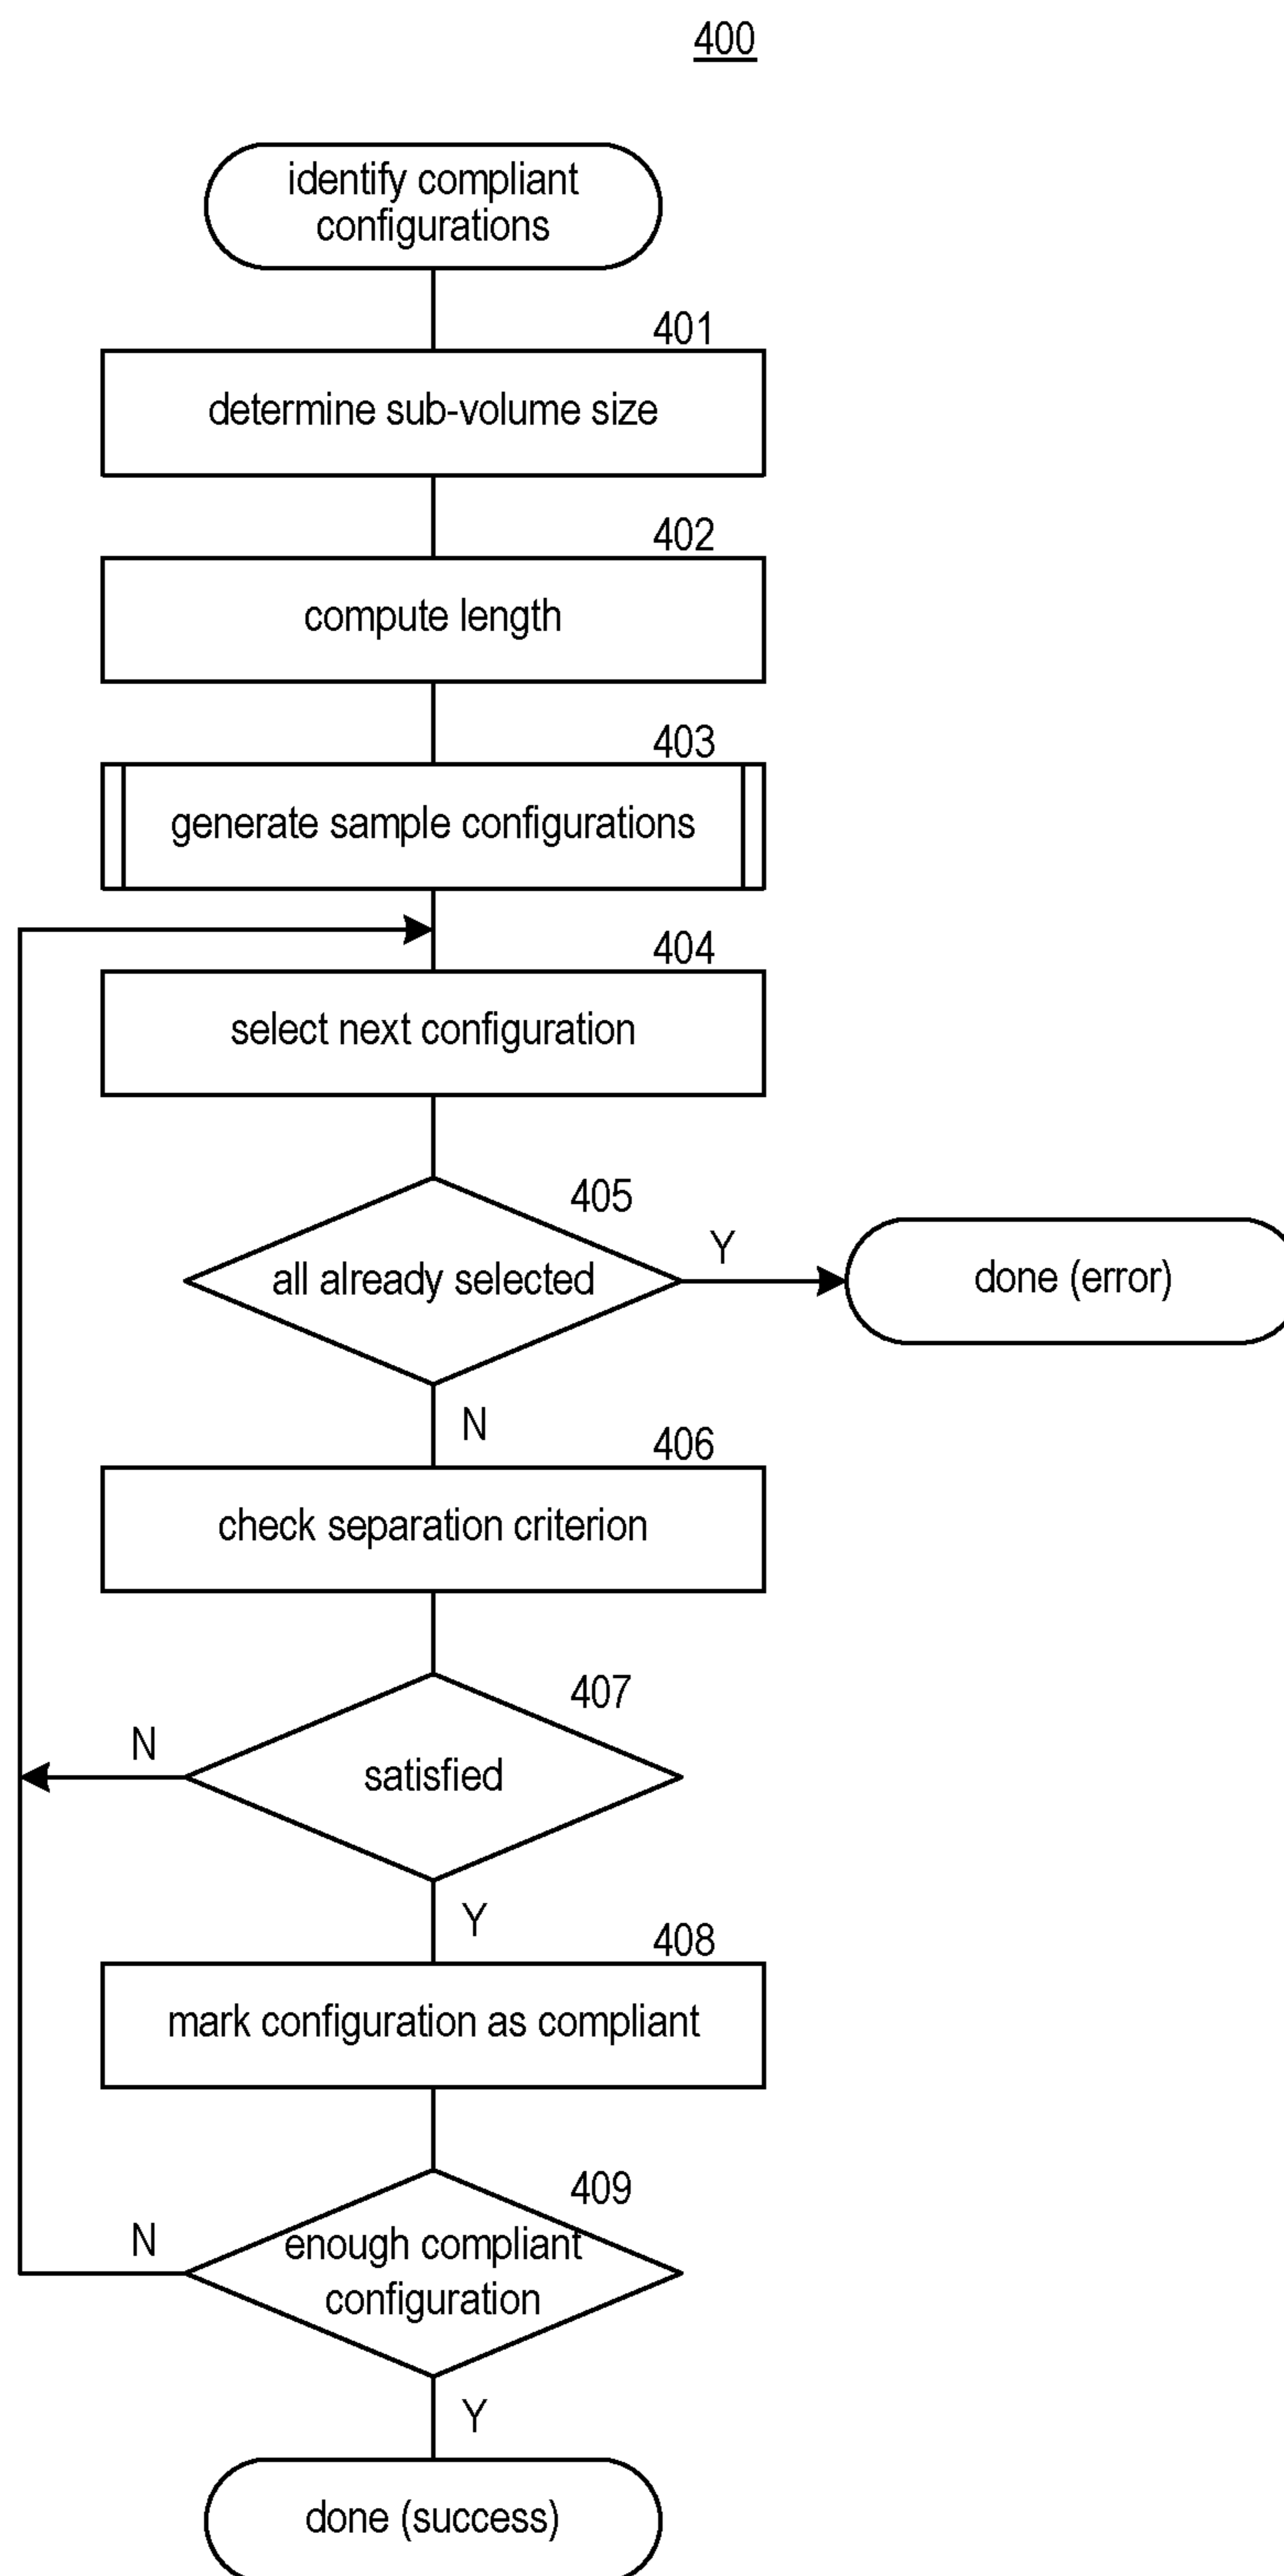 400
identify compliant
configurations
401
determine sub-volume size
402
compute length
403
generate sample configurations
404
select next configuration
405
all already selected
Y
done (error)
N
406
check separation criterion
407
N
satisfied
Y
408
mark configuration as compliant
409
N
enough compliant
configuration
Y
done (success)